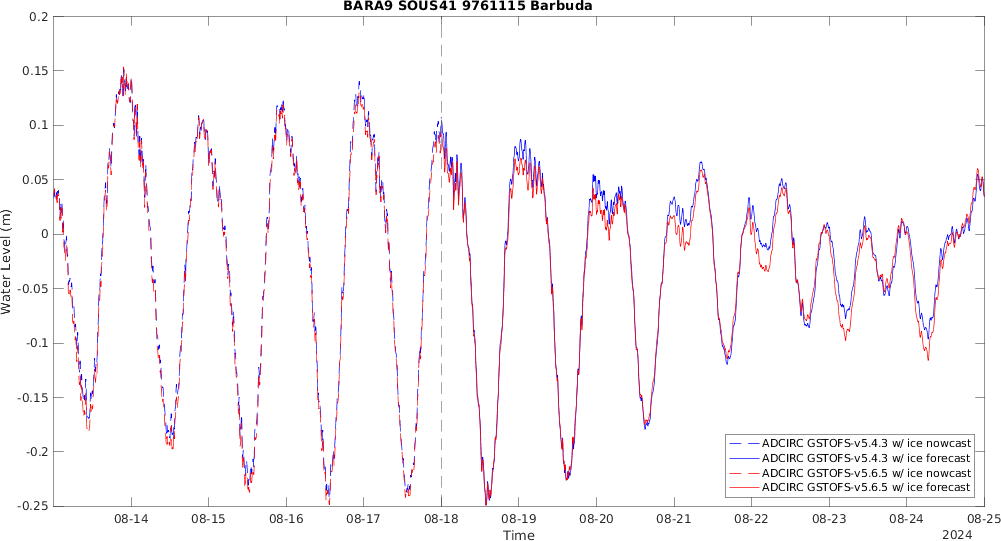 BARA9 SOUS41 9761115 Barbuda
0.2
0.15
0.1
0.05
0
-0.05
-0.1
-0.15
-0.2
-0.25
Water Level (m)
ADCIRC GSTOFS-v5.4.3 w/ ice nowcast
ADCIRC GSTOFS-v5.4.3 w/ ice forecast
ADCIRC GSTOFS-v5.6.5 w/ ice nowcast
ADCIRC GSTOFS-v5.6.5 w/ ice forecast
08-14 08-15 08-16 08-17 08-18 08-19 08-20 08-21 08-22 08-23 08-24 08-25
Time
2024